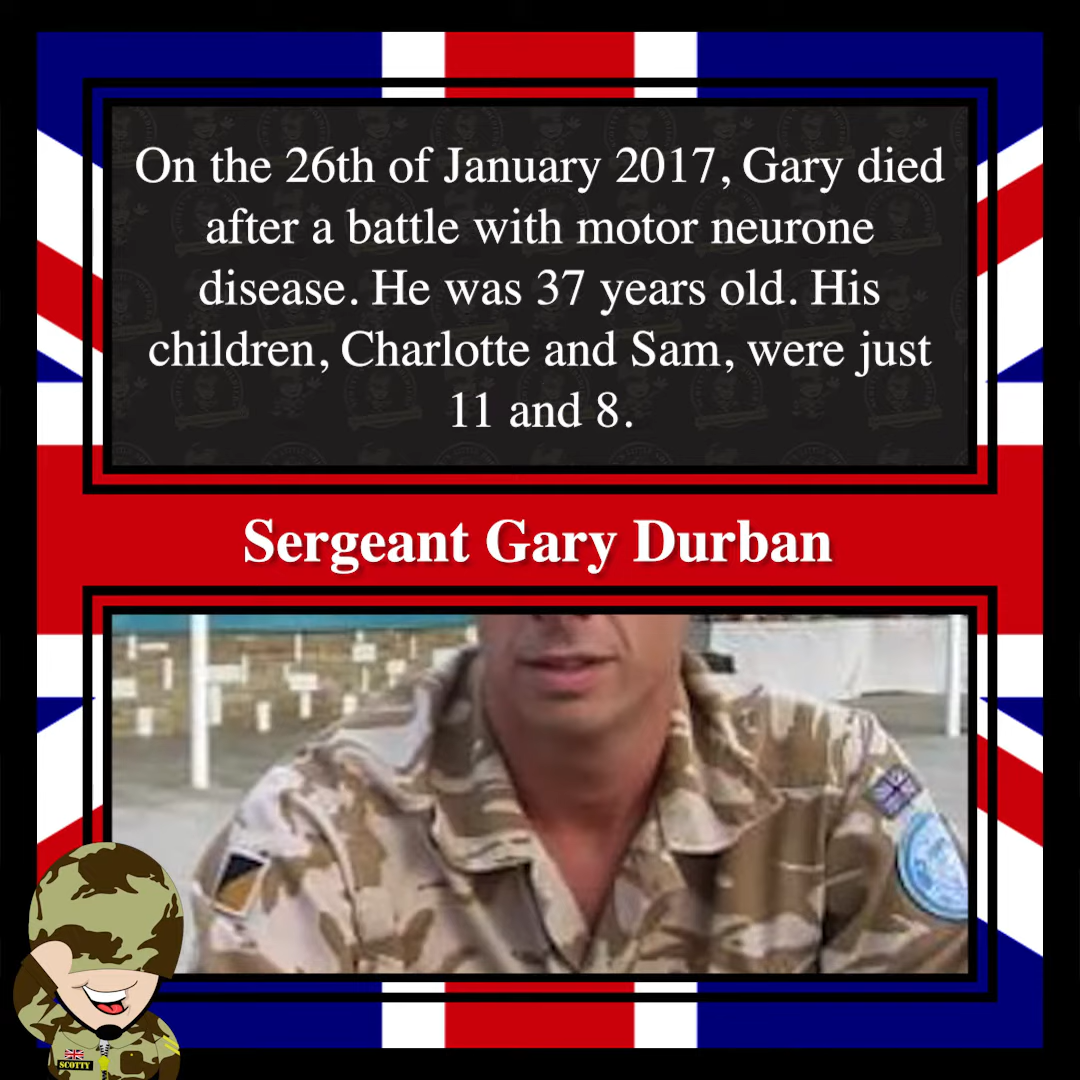 On the 26th of January 2017, Gary died
after a battle with motor neurone
disease. He was 37 years old. His
children, Charlotte and Sam, were just
11 and 8.
Sergeant Gary Durban
SCOTTY